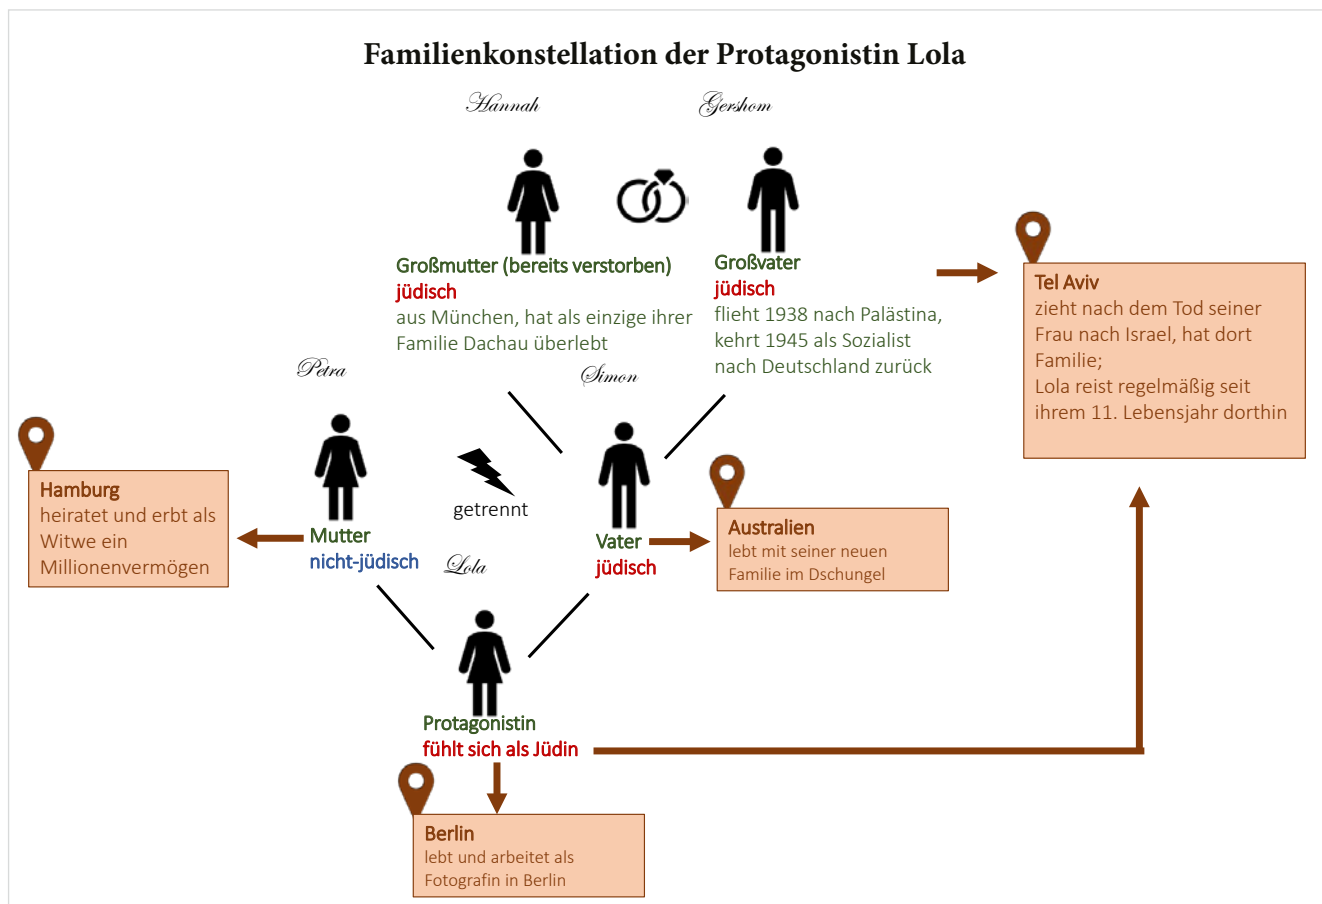 Familienkonstellation der Protagonistin Lola
Hannah
Gershom
Großmutter (bereits verstorben)
jüdisch
aus München, hat als einzige ihrer
Familie Dachau überlebt
Großvater
jüdisch
flieht 1938 nach Palästina,
kehrt 1945 als Sozialist
nach Deutschland zurück
Tel Aviv
zieht nach dem Tod seiner
Frau nach Israel, hat dort
Familie;
Lola reist regelmäßig seit
ihrem 11. Lebensjahr dorthin
Petra
Simon
Hamburg
heiratet und erbt als
Witwe ein
Millionenvermögen
getrennt
Mutter
nicht-jüdisch
Vater
jüdisch
Australien
lebt mit seiner neuen
Familie im Dschungel
Lola
Protagonistin
fühlt sich als Jüdin
Berlin
lebt und arbeitet als
Fotografin in Berlin